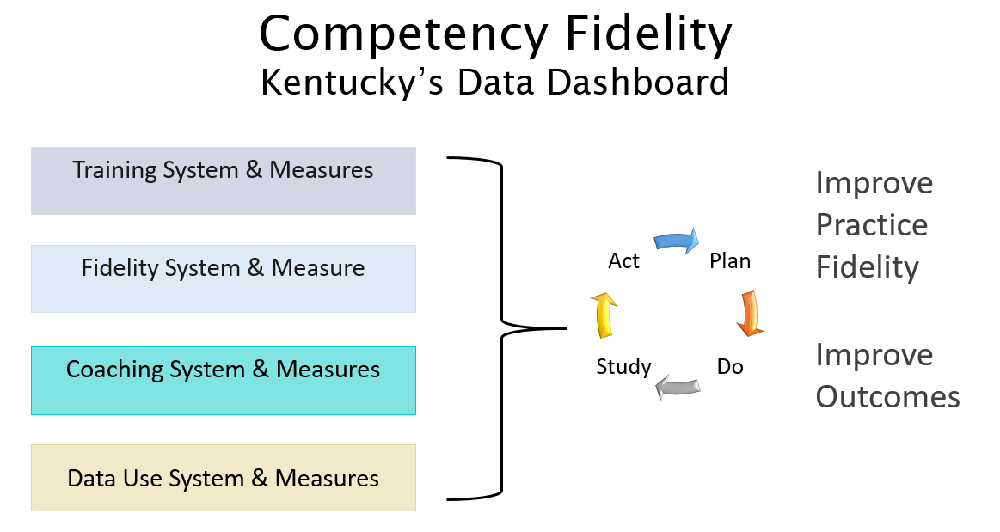 Competency Fidelity
Kentucky’s Data Dashboard
Training System & Measures
Fidelity System & Measure
Coaching System & Measures
Data Use System & Measures
Act
Plan
Study
Do
Improve
Practice
Fidelity
Improve
Outcomes